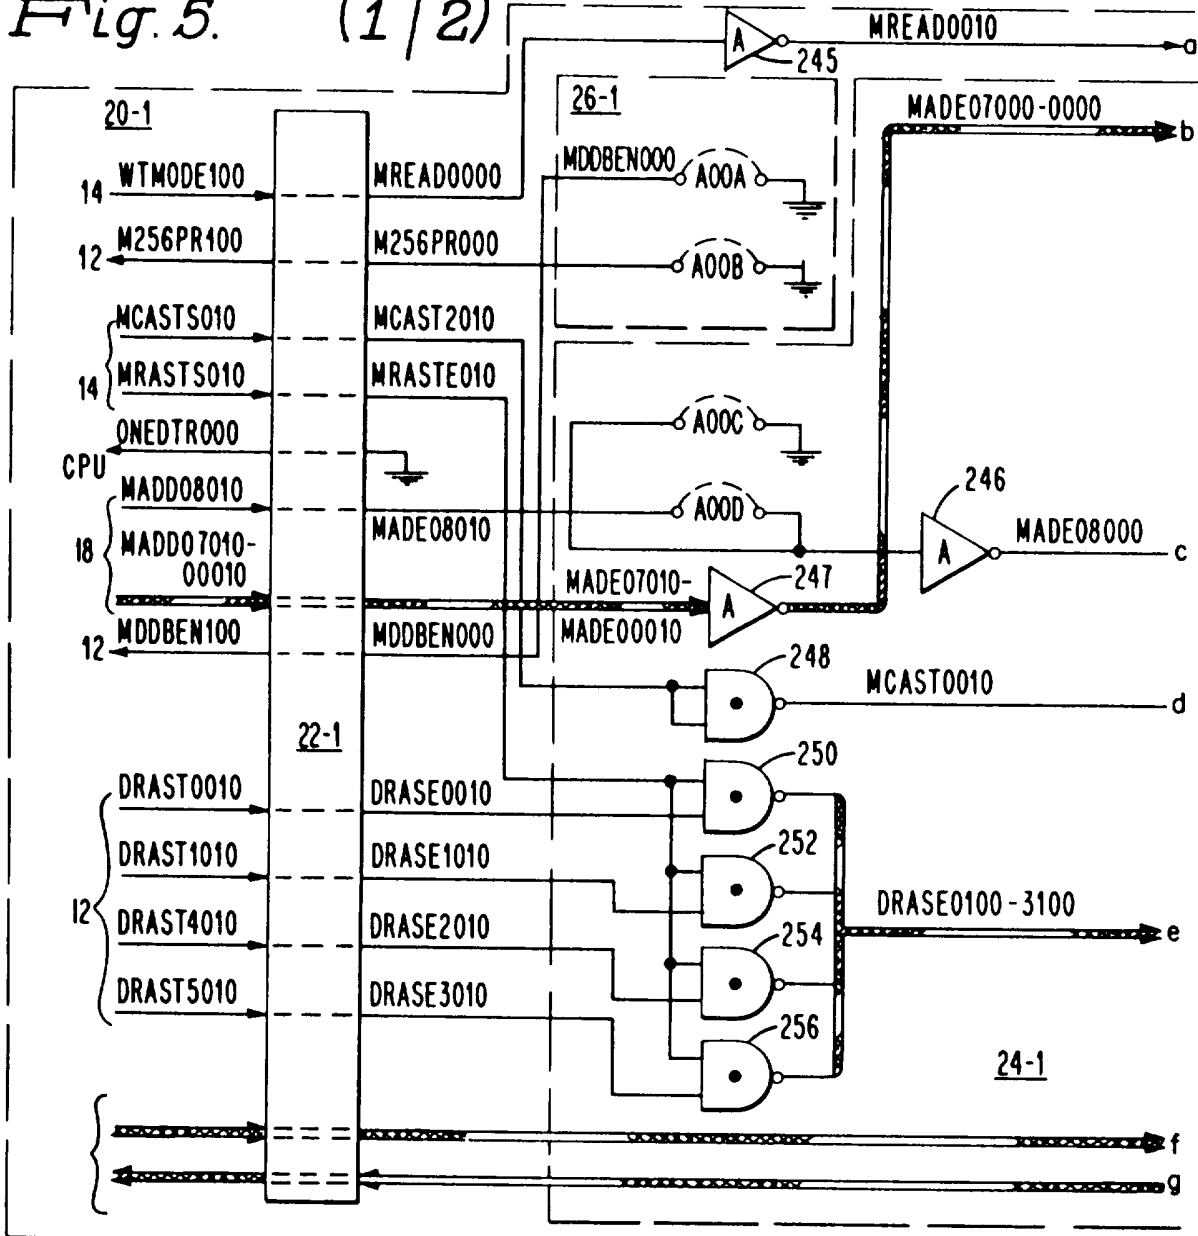 Fig. 5. (1/2)
A
245
MREAD0010
a
20-1
26-1
MADE07000-0000
b
14
WTMODE100
MREAD0000
MDDBEN000
A00A
12
M256PR100
M256PR000
A00B
MCASTS010
MCAST2010
14
MRASTS010
MRASTE010
A00C
ONEDTR000
CPU
MADD08010
MADE08010
A00D
246
A
MADE08000
c
18
MADD07010-
00010
MADE07010-
MADE00010
A
247
12
MDDBEN100
MDDBEN000
248
MCAST0010
d
22-1
250
DRAST0010
DRASE0010
252
DRAST1010
DRASE1010
12
DRASE0100-3100
e
254
DRAST4010
DRASE2010
DRAST5010
DRASE3010
256
24-1
f
g